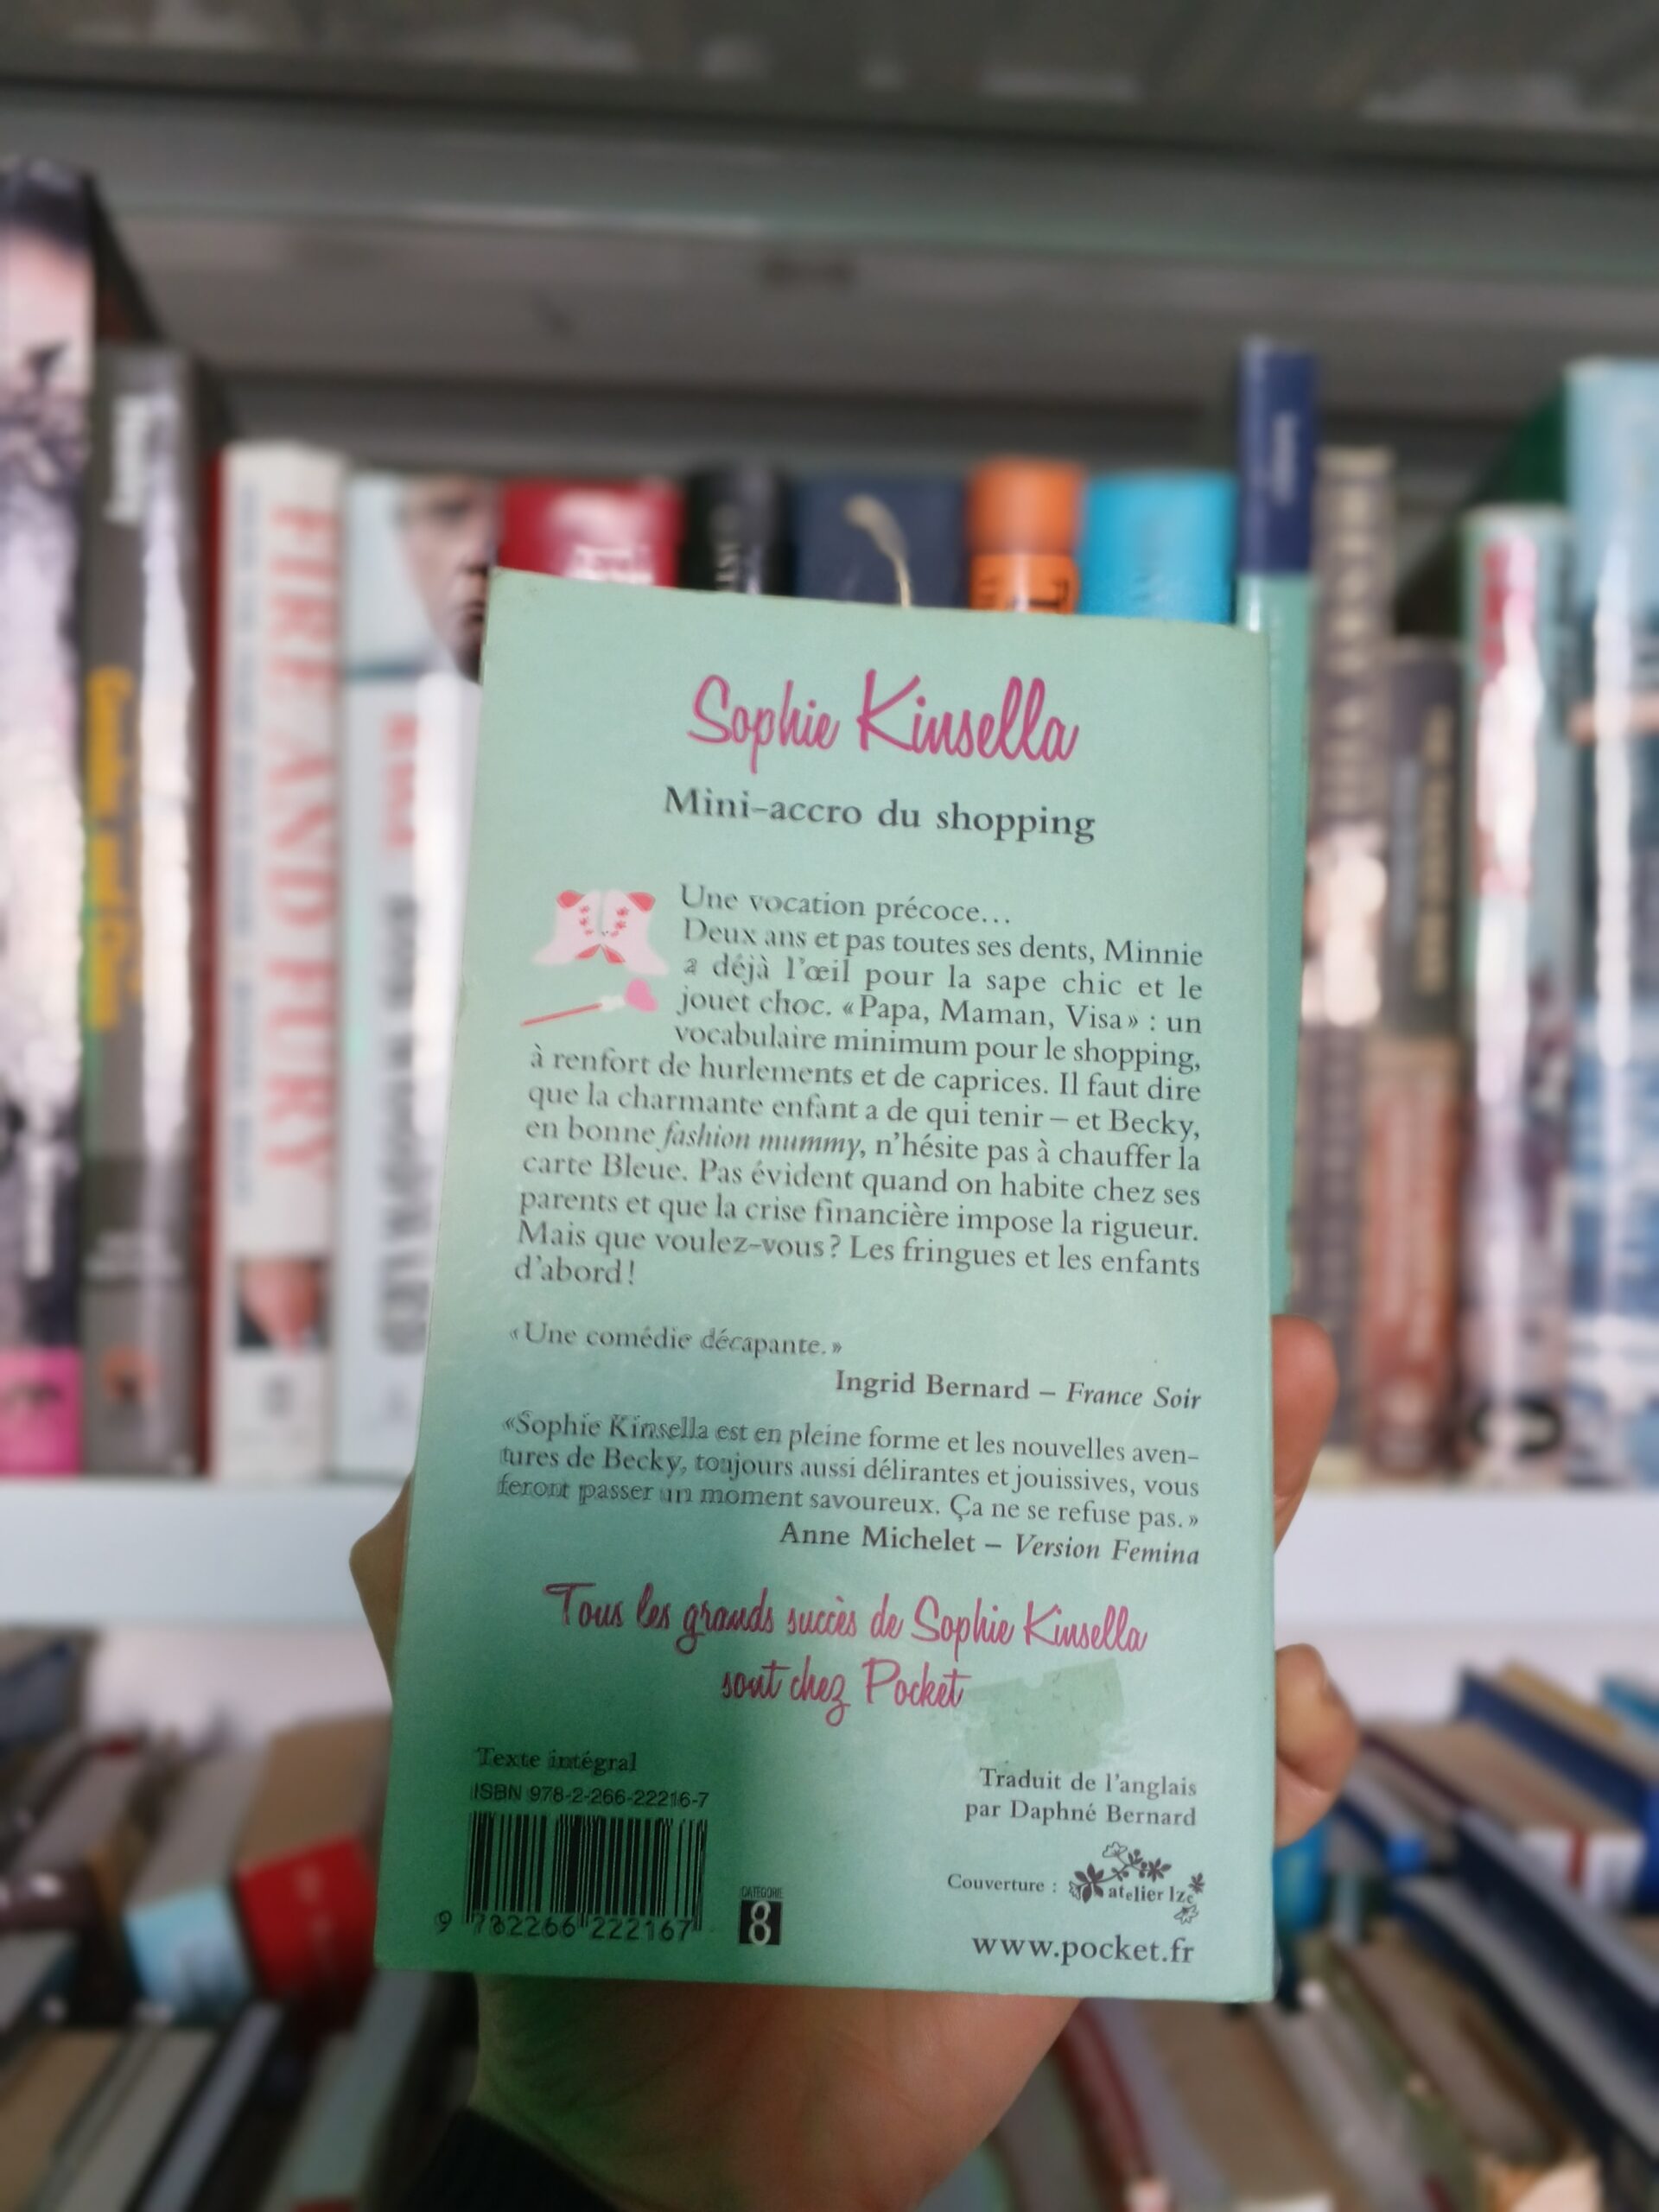 FIRE AND FURY
Sophie Kinsella
Mini-accro du shopping
Une vocation précoce...
Deux ans et pas toutes ses dents, Minnie
a déjà l'œil pour la sape chic et le
jouet choc. «Papa, Maman, Visa» : un
vocabulaire minimum pour le shopping,
à renfort de hurlements et de caprices. Il faut dire
que la charmante enfant a de qui tenir – et Becky,
en bonne fashion mummy, n'hésite pas à chauffer la
carte Bleue. Pas évident quand on habite chez ses
parents et que la crise financière impose la rigueur.
Mais que voulez-vous? Les fringues et les enfants
d'abord!
«Une comédie décapante.»
Ingrid Bernard – France Soir
«Sophie Kinsella est en pleine forme et les nouvelles aven-
tures de Becky, toujours aussi délirantes et jouissives, vous
feront passer un moment savoureux. Ça ne se refuse pas.»
Anne Michelet – Version Femina
Tous les grands succès de Sophie Kinsella
sont chez Pocket
Texte intégral
ISBN 978-2-266-22216-7
9 782266 222167
CATÉGORIE
8
Traduit de l'anglais
par Daphné Bernard
Couverture : atelier lzc
www.pocket.fr